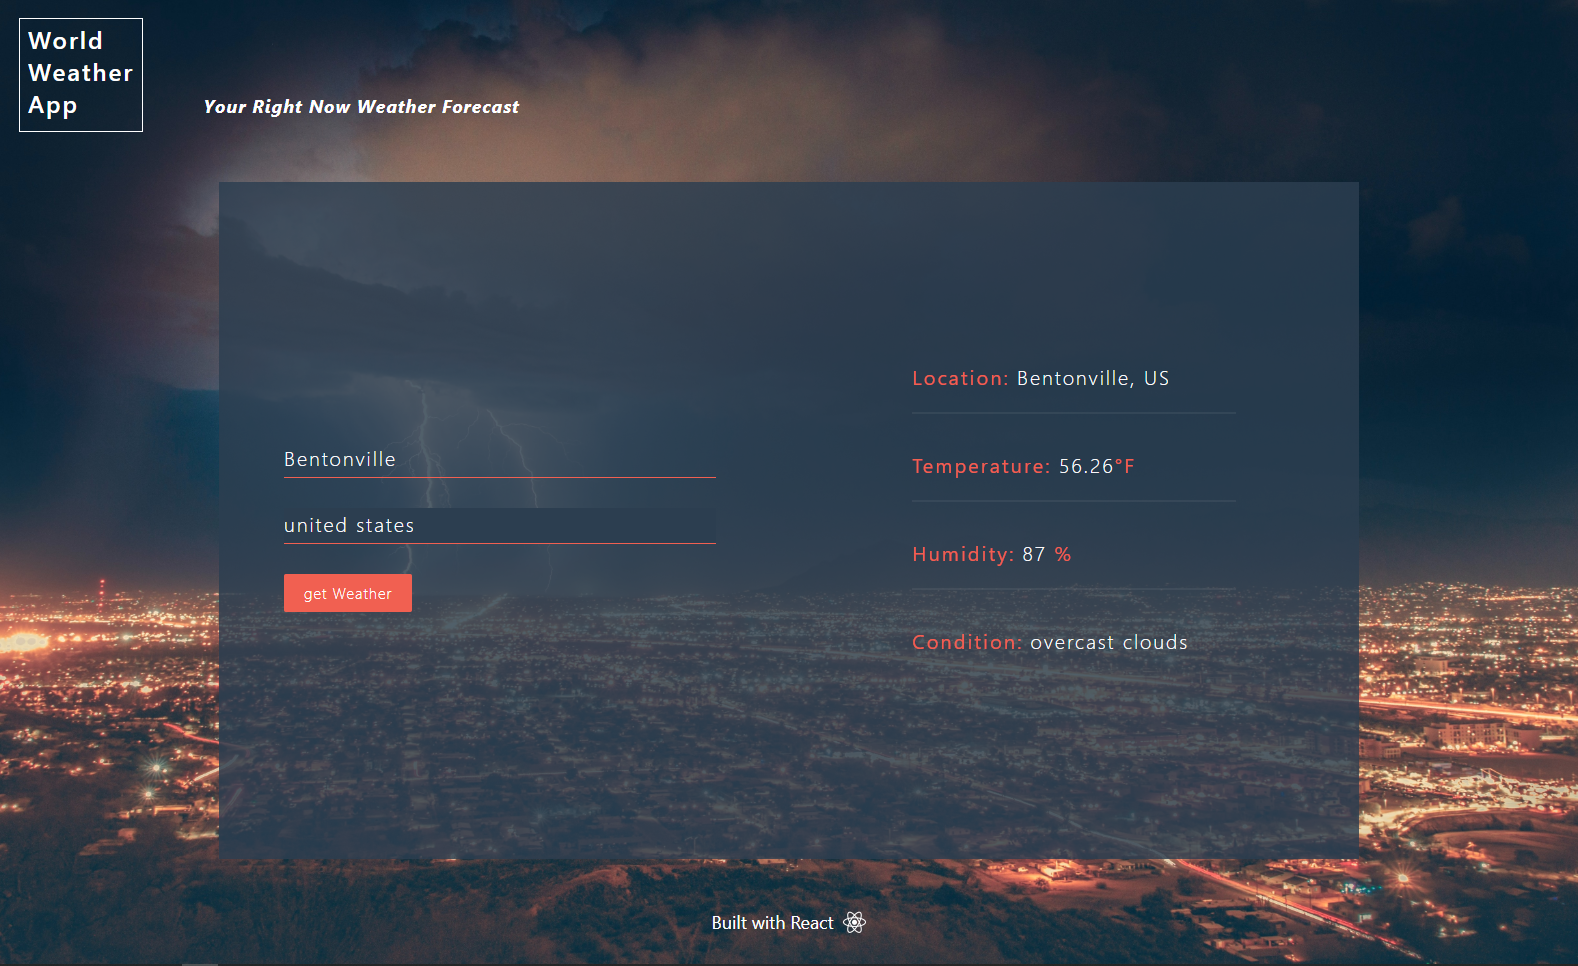 World
Weather
App
Your Right Now Weather Forecast
Bentonville
united states
get Weather
Location: Bentonville, US
Temperature: 56.26°F
Humidity: 87 %
Condition: overcast clouds
Built with React